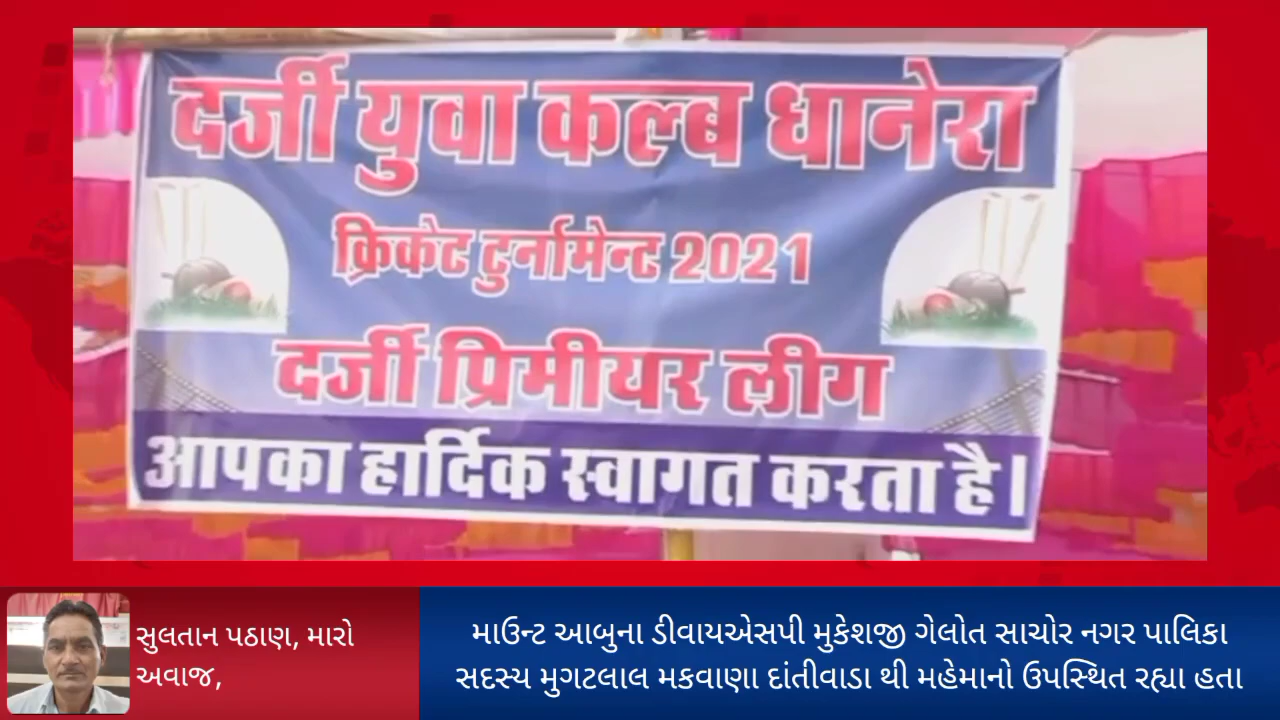 दर्जी युवा कल्ब धानेरा
क्रिकेट टुर्नामेन्ट 2021
दर्जी प्रिमीयर लीग
आपका हार्दिक स्वागत करता है।
સુલતાન પઠાણ, મારો
અવાજ,
માઉન્ટ આબુના ડીવાયએસપી મુકેશજી ગેલોત સાચોર નગર પાલિકા
સદસ્ય મુગટલાલ મકવાણા દાંતીવાડા થી મહેમાનો ઉપસ્થિત રહ્યા હતા